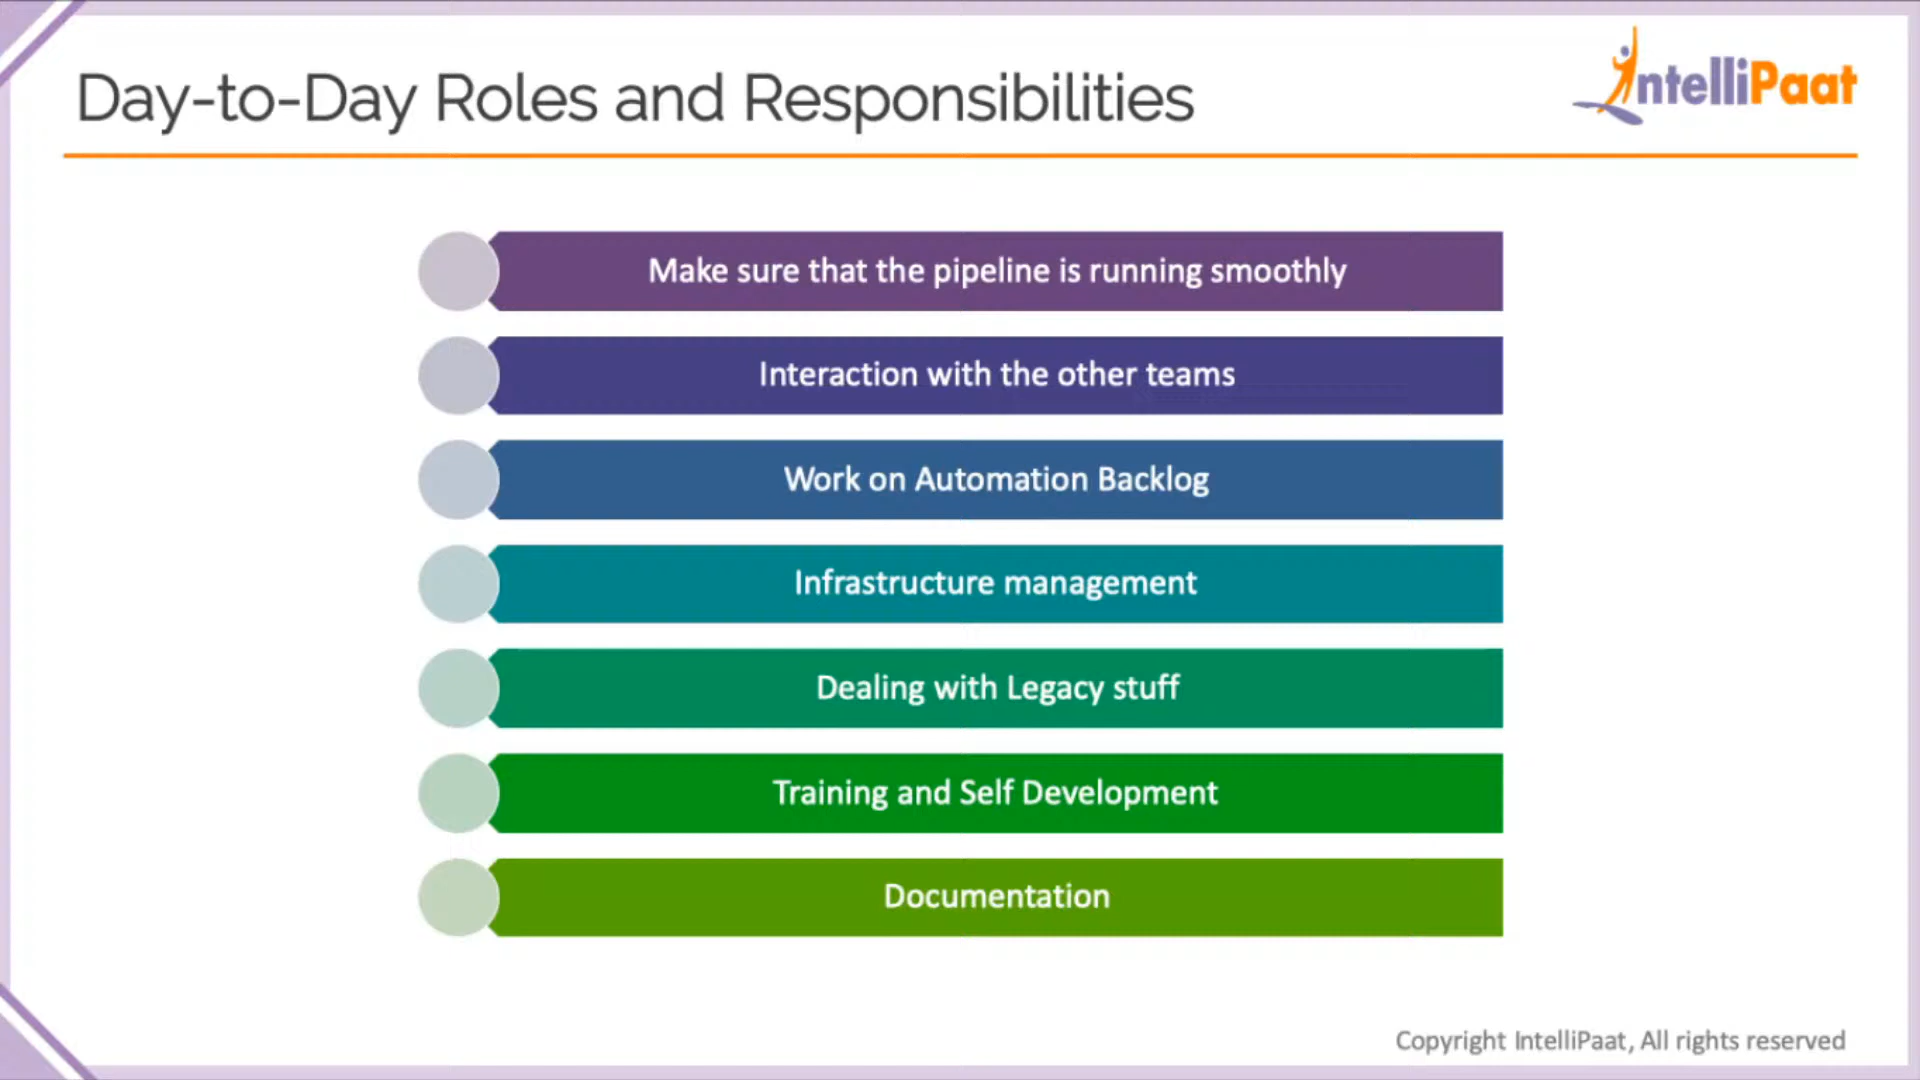 Day-to-Day Roles and Responsibilities
IntelliPaat
Make sure that the pipeline is running smoothly
Interaction with the other teams
Work on Automation Backlog
Infrastructure management
Dealing with Legacy stuff
Training and Self Development
Documentation
Copyright IntelliPaat, All rights reserved